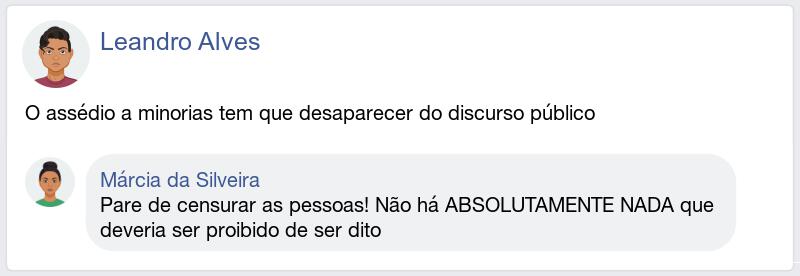 Leandro Alves
O assédio a minorias tem que desaparecer do discurso público
Márcia da Silveira
Pare de censurar as pessoas! Não há ABSOLUTAMENTE NADA que
deveria ser proibido de ser dito